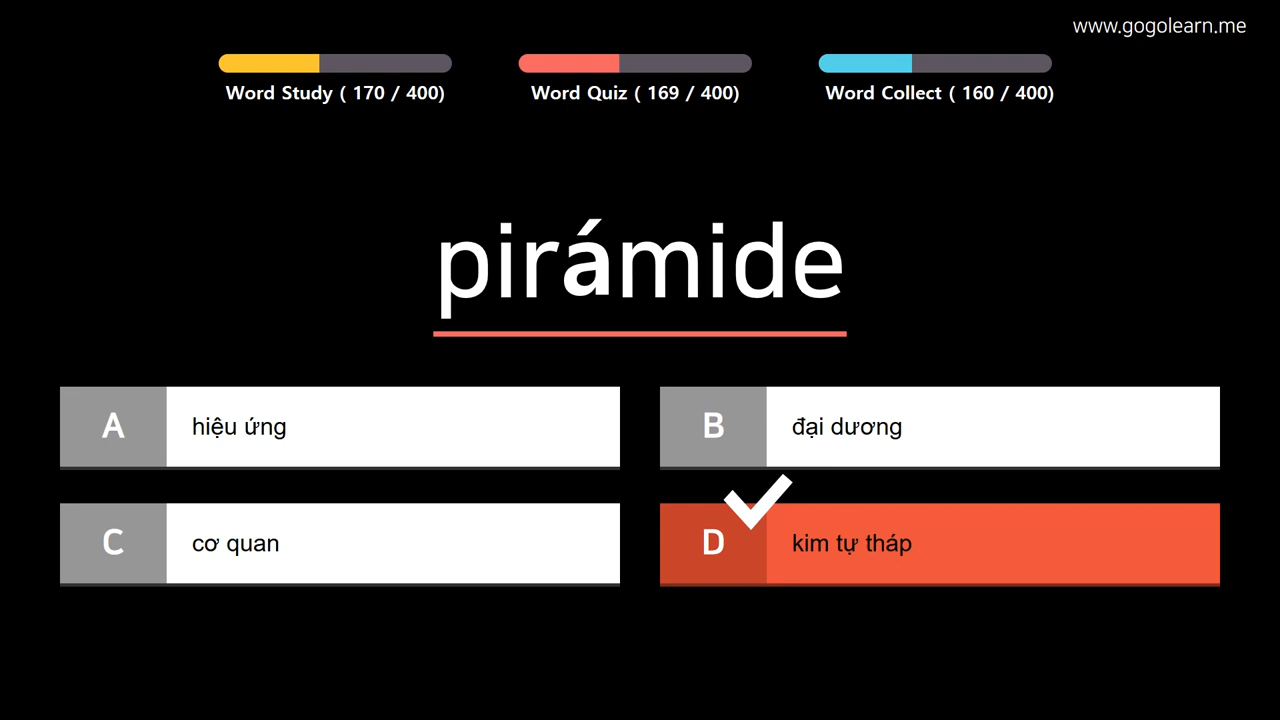 www.gogolearn.me
Word Study ( 170 / 400)
Word Quiz ( 169 / 400)
Word Collect ( 160 / 400)
pirámide
A hiệu ứng
B đại dương
C cơ quan
D kim tự tháp